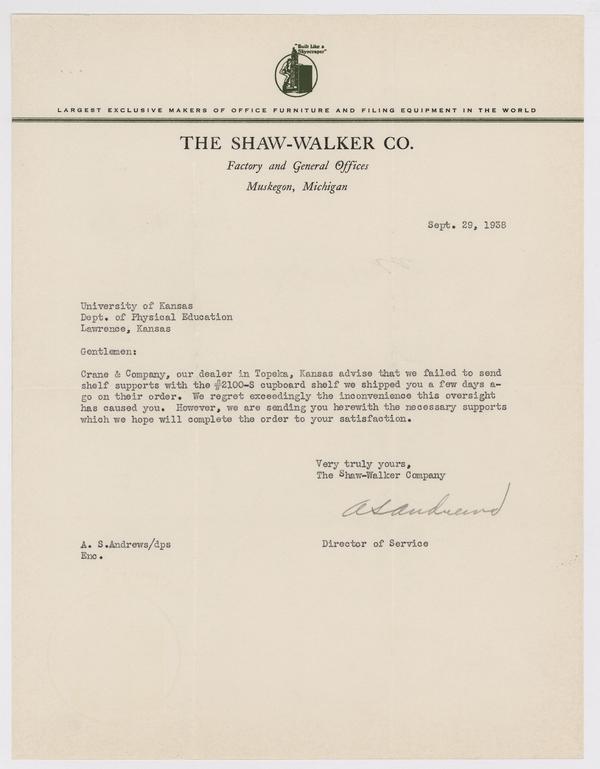 "Built Like a
Skyscraper"
LARGEST EXCLUSIVE MAKERS OF OFFICE FURNITURE AND FILING EQUIPMENT IN THE WORLD
THE SHAW-WALKER CO.
Factory and General Offices
Muskegon, Michigan
Sept. 29, 1938
University of Kansas
Dept. of Physical Education
Lawrence, Kansas
Gentlemen:
Crane & Company, our dealer in Topeka, Kansas advise that we failed to send
shelf supports with the #2100-S cupboard shelf we shipped you a few days a-
go on their order. We regret exceedingly the inconvenience this oversight
has caused you. However, we are sending you herewith the necessary supports
which we hope will complete the order to your satisfaction.
Very truly yours,
The Shaw-Walker Company
ASAndrews
A. S.Andrews/dps
Director of Service
Enc.